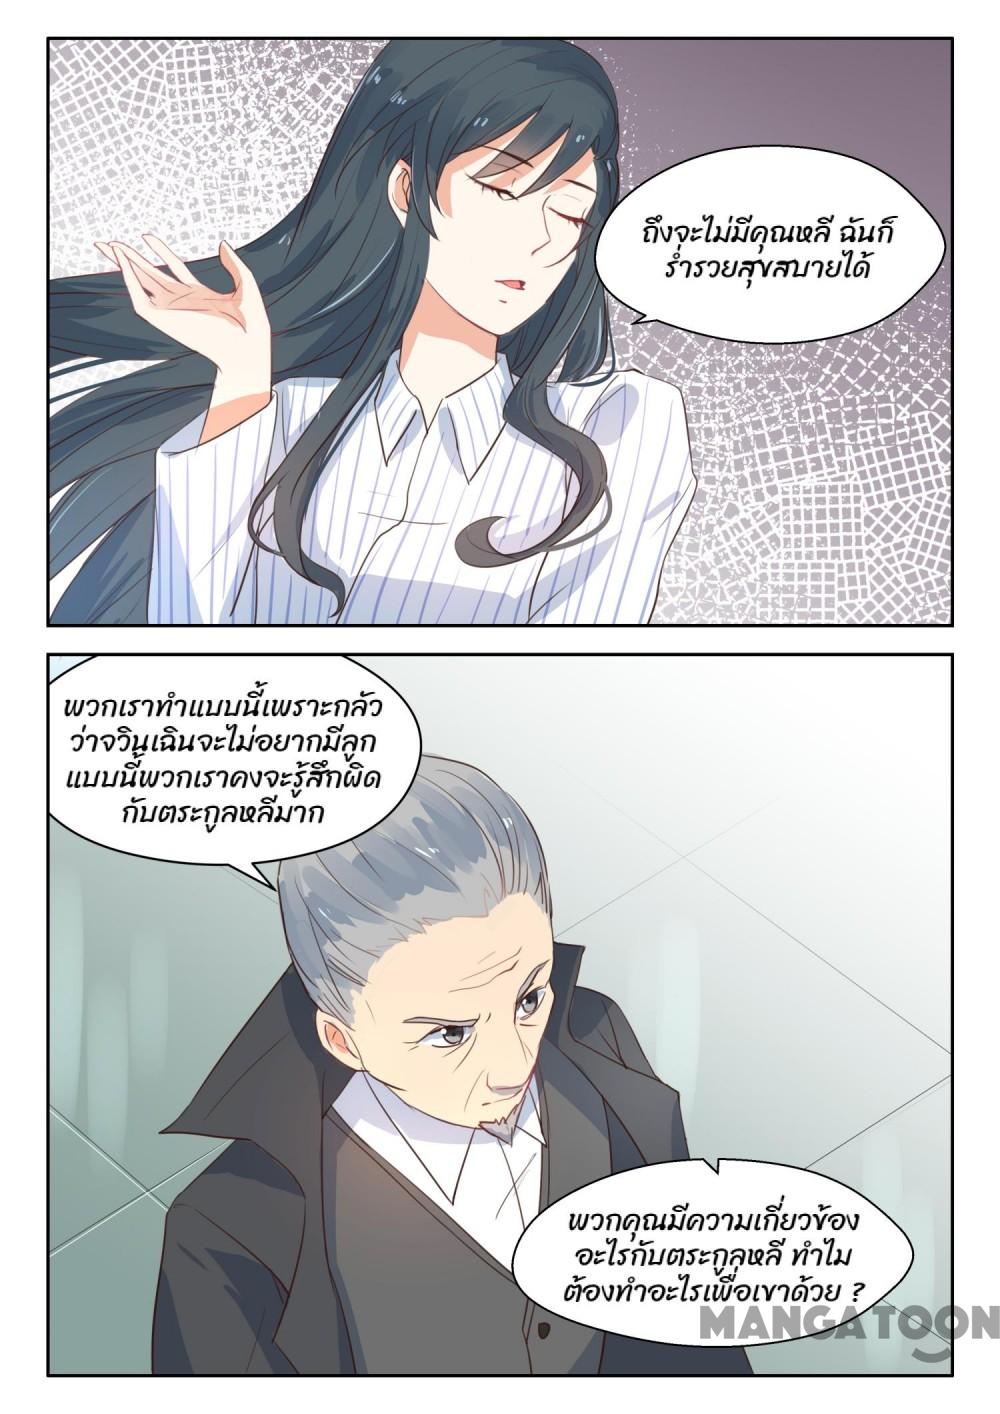 ถึงจะไม่มีคุณหลี ฉันก็
ร่ำรวยสุขสบายได้
พวกเราทำแบบนี้เพราะกลัว
ว่าจวินเฉินจะไม่อยากมีลูก
แบบนี้พวกเราคงจะรู้สึกผิด
กับตระกูลหลีมาก
พวกคุณมีความเกี่ยวข้อง
อะไรกับตระกูลหลี ทำไม
ต้องทำอะไรเพื่อเขาด้วย ?
MANGATOON